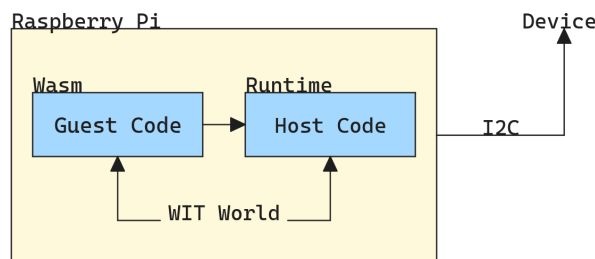 Raspberry Pi
Device
Wasm
Runtime
Guest Code
Host Code
I2C
WIT World